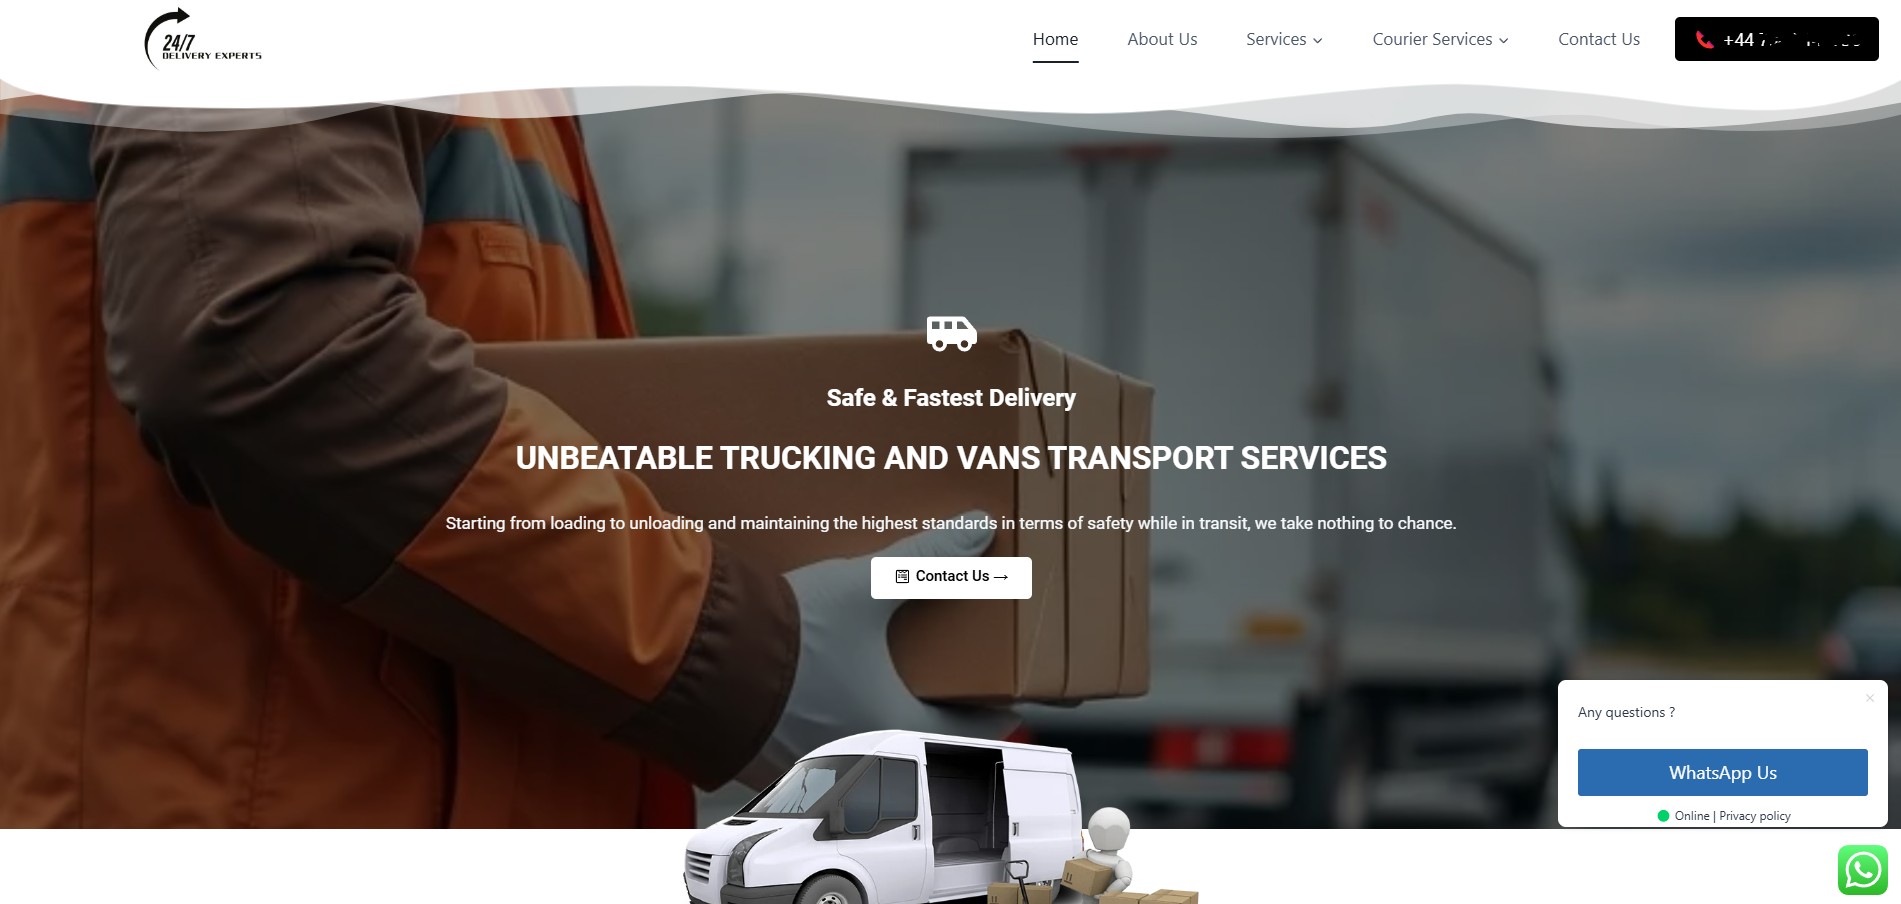 24/7
DELIVERY EXPERTS
Home
About Us
Services
Courier Services
Contact Us
+44
Safe & Fastest Delivery
UNBEATABLE TRUCKING AND VANS TRANSPORT SERVICES
Starting from loading to unloading and maintaining the highest standards in terms of safety while in transit, we take nothing to chance.
Contact Us →
Any questions ?
×
WhatsApp Us
Online | Privacy policy